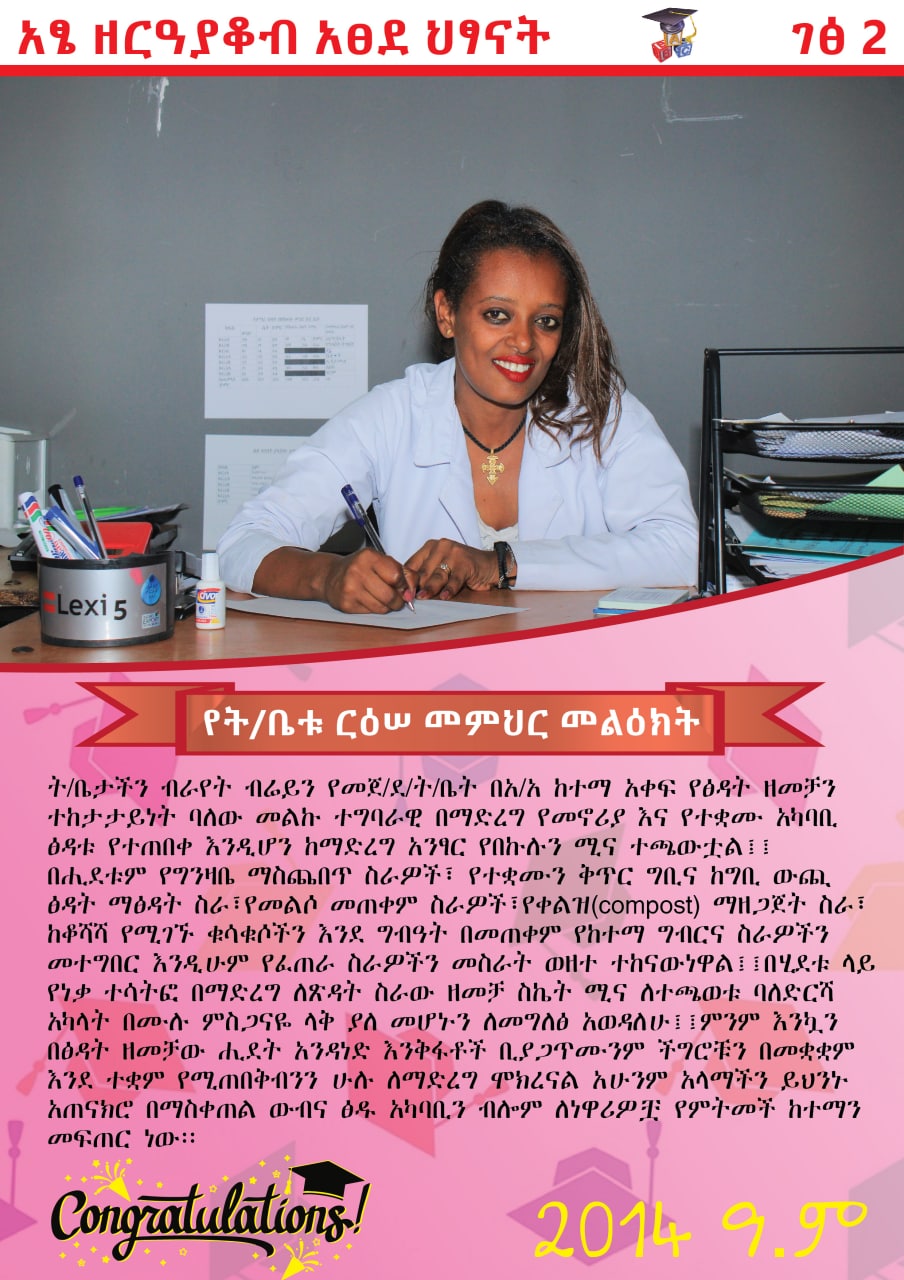 አፄ ዘርዓያቆብ አፀደ ህፃናት
ገፅ 2
Lexi 5
የት/ቤቱ ርዕሠ መምህር መልዕክት
ት/ቤታችን ብራየት ብሬይን የመጀ/ደ/ት/ቤት በአ/አ ከተማ አቀፍ የፅዳት ዘመቻን
ተከታታይነት ባለው መልኩ ተግባራዊ በማድረግ የመኖሪያ እና የተቋሙ አካባቢ
ፅዳቱ የተጠበቀ እንዲሆን ከማድረግ አንፃር የበኩሉን ሚና ተጫውቷል፤፤
በሒደቱም የግንዛቤ ማስጨበጥ ስራዎች፣ የተቋሙን ቅጥር ግቢና ከግቢ ውጪ
ፅዳት ማፅዳት ስራ፣የመልሶ መጠቀም ስራዎች፣የቀልዝ(compost) ማዘጋጀት ስራ፣
ከቆሻሻ የሚገኙ ቁሳቁሶችን እንደ ግብዓት በመጠቀም የከተማ ግብርና ስራዎችን
መተግበር እንዲሁም የፈጠራ ስራዎችን መስራት ወዘተ ተከናውነዋል፤፤በሂደቱ ላይ
የነቃ ተሳትፎ በማድረግ ለጽዳት ስራው ዘመቻ ስኬት ሚና ለተጫወቱ ባለድርሻ
አካላት በሙሉ ምስጋናዬ ላቅ ያለ መሆኑን ለመግለፅ እወዳለሁ፤፤ምንም እንኳን
በፅዳት ዘመቻው ሒደት አንዳነድ እንቅፋቶች ቢያጋጥሙንም ችግሮቹን በመቋቋም
እንደ ተቋም የሚጠበቅብንን ሁሉ ለማድረግ ሞክረናል አሁንም አላማችን ይህንኑ
አጠናክሮ በማስቀጠል ውብና ፅዱ አካባቢን ብሎም ለነዋሪዎቿ የምትመች ከተማን
መፍጠር ነው፡፡
Congratulations!
2014 ዓ.ም